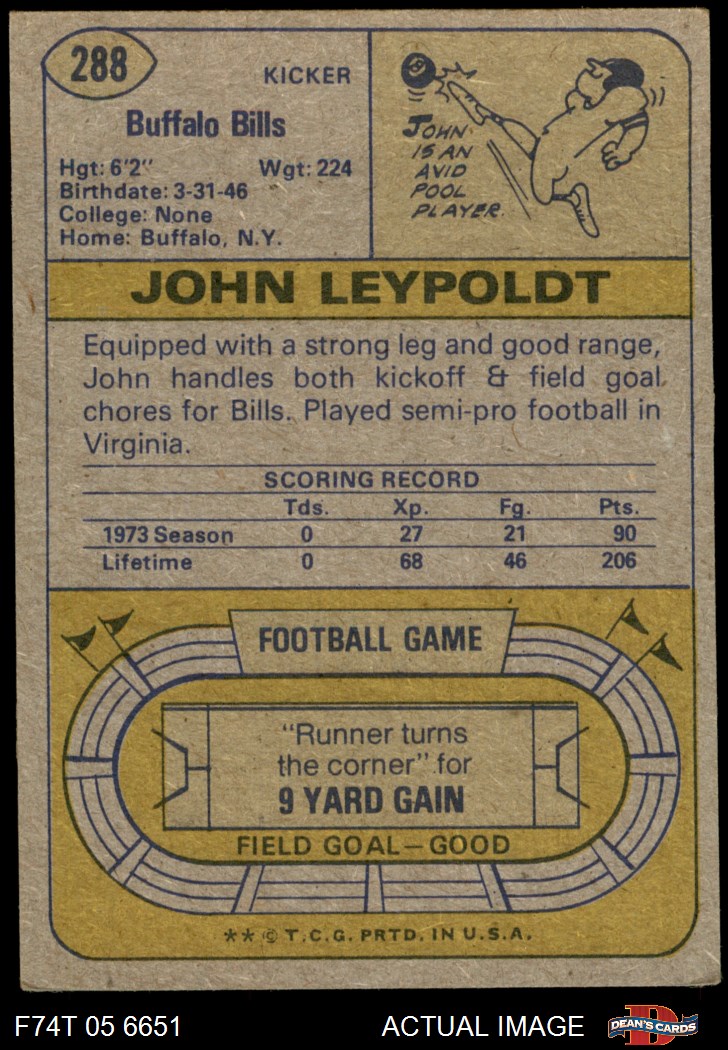 288
KICKER
Buffalo Bills
Hgt: 6'2" Wgt: 224
Birthdate: 3-31-46
College: None
Home: Buffalo, N.Y.
JOHN
IS AN
AVID
POOL
PLAYER.
8
JOHN LEYPOLDT
Equipped with a strong leg and good range,
John handles both kickoff & field goal
chores for Bills. Played semi-pro football in
Virginia.
SCORING RECORD
Tds. Xp. Fg. Pts.
1973 Season 0 27 21 90
Lifetime 0 68 46 206
FOOTBALL GAME
"Runner turns
the corner" for
9 YARD GAIN
FIELD GOAL—GOOD
** © T.C.G. PRTD. IN U.S.A.
F74T 05 6651 ACTUAL IMAGE
D
DEAN'S CARDS